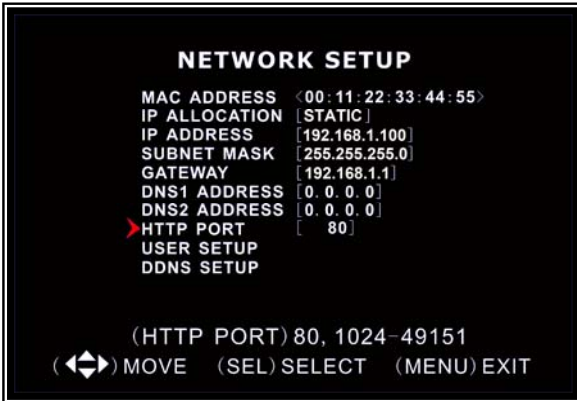 NETWORK SETUP
MAC ADDRESS <00:11:22:33:44:55>
IP ALLOCATION [STATIC]
IP ADDRESS [192.168.1.100]
SUBNET MASK [255.255.255.0]
GATEWAY [192.168.1.1]
DNS1 ADDRESS [0. 0. 0. 0]
DNS2 ADDRESS [0. 0. 0. 0]
HTTP PORT [ 80]
USER SETUP
DDNS SETUP
(HTTP PORT) 80, 1024-49151
( ) MOVE (SEL) SELECT (MENU) EXIT